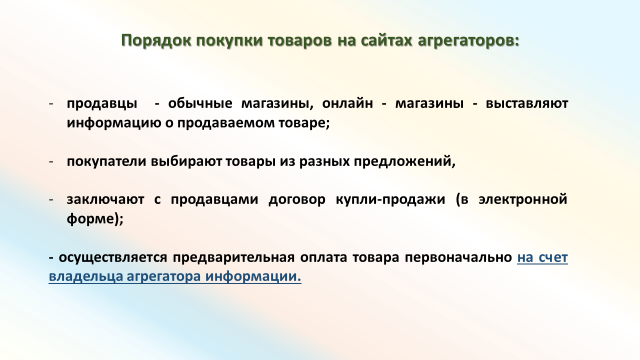 Порядок покупки товаров на сайтах агрегаторов:
- продавцы - обычные магазины, онлайн - магазины - выставляют
информацию о продаваемом товаре;
- покупатели выбирают товары из разных предложений,
- заключают с продавцами договор купли-продажи (в электронной
форме);
- осуществляется предварительная оплата товара первоначально на счет
владельца агрегатора информации.